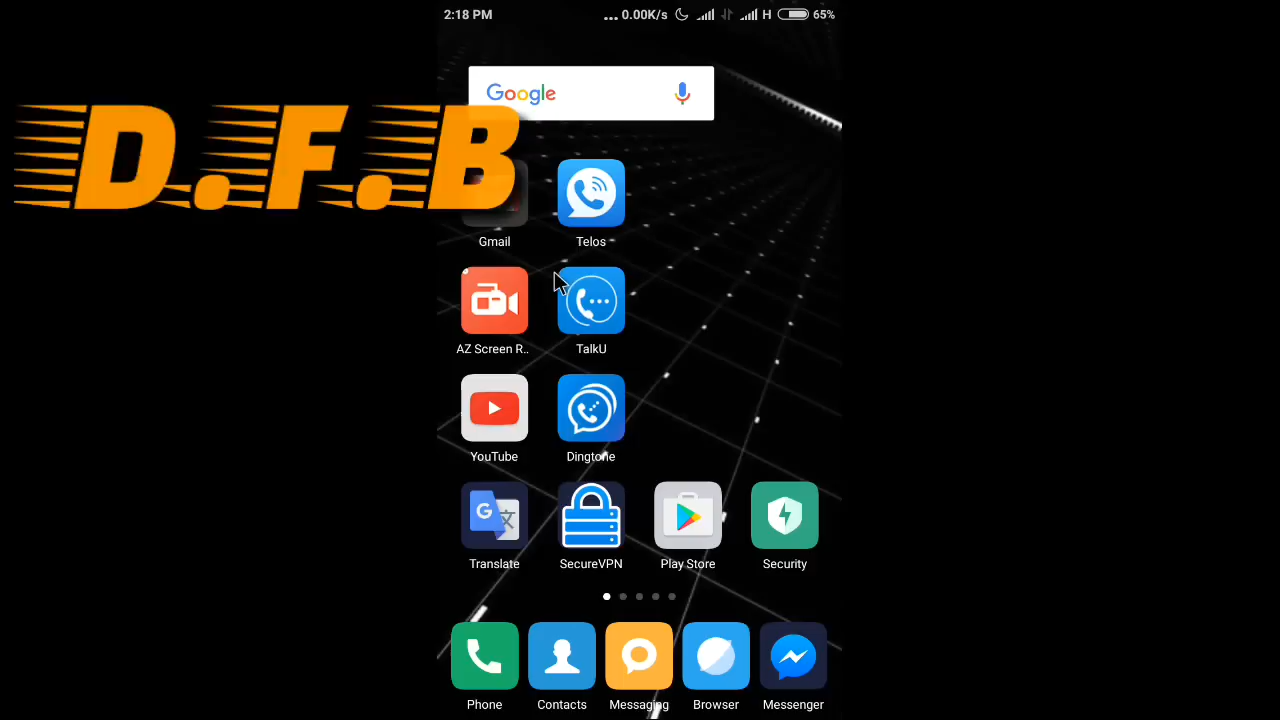 2:18 PM ... 0.00K/s H 65%
Google
D.F.B
Gmail Telos
AZ Screen R.. TalkU
YouTube Dingtone
G 文
Translate SecureVPN Play Store Security
Phone Contacts Messaging Browser Messenger